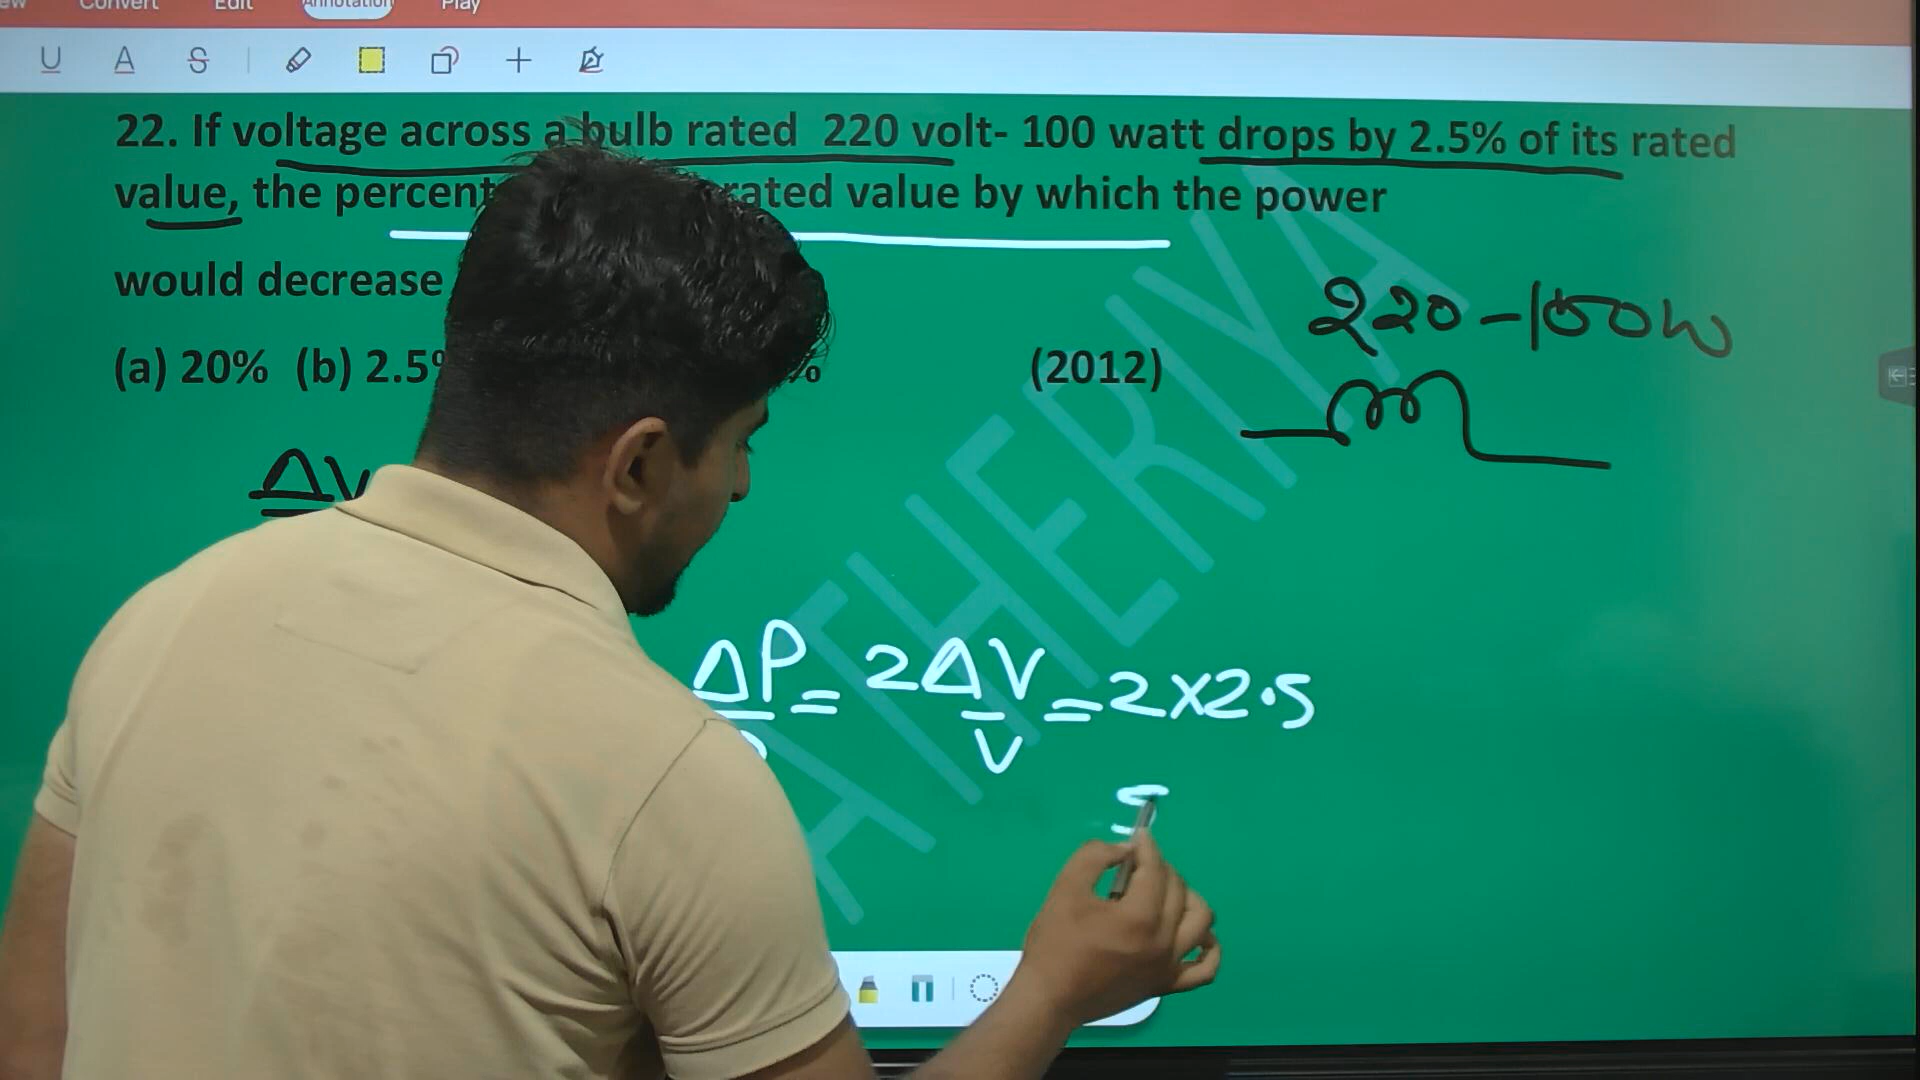 Convert Edit Annotation Play
U A S
22. If voltage across a bulb rated 220 volt- 100 watt drops by 2.5% of its rated
value, the percent rated value by which the power
would decrease
(a) 20% (b) 2.5% (2012)
220-100W
ΔV
ΔP = 2ΔV = 2×2.5
V
5
ATHERIYA